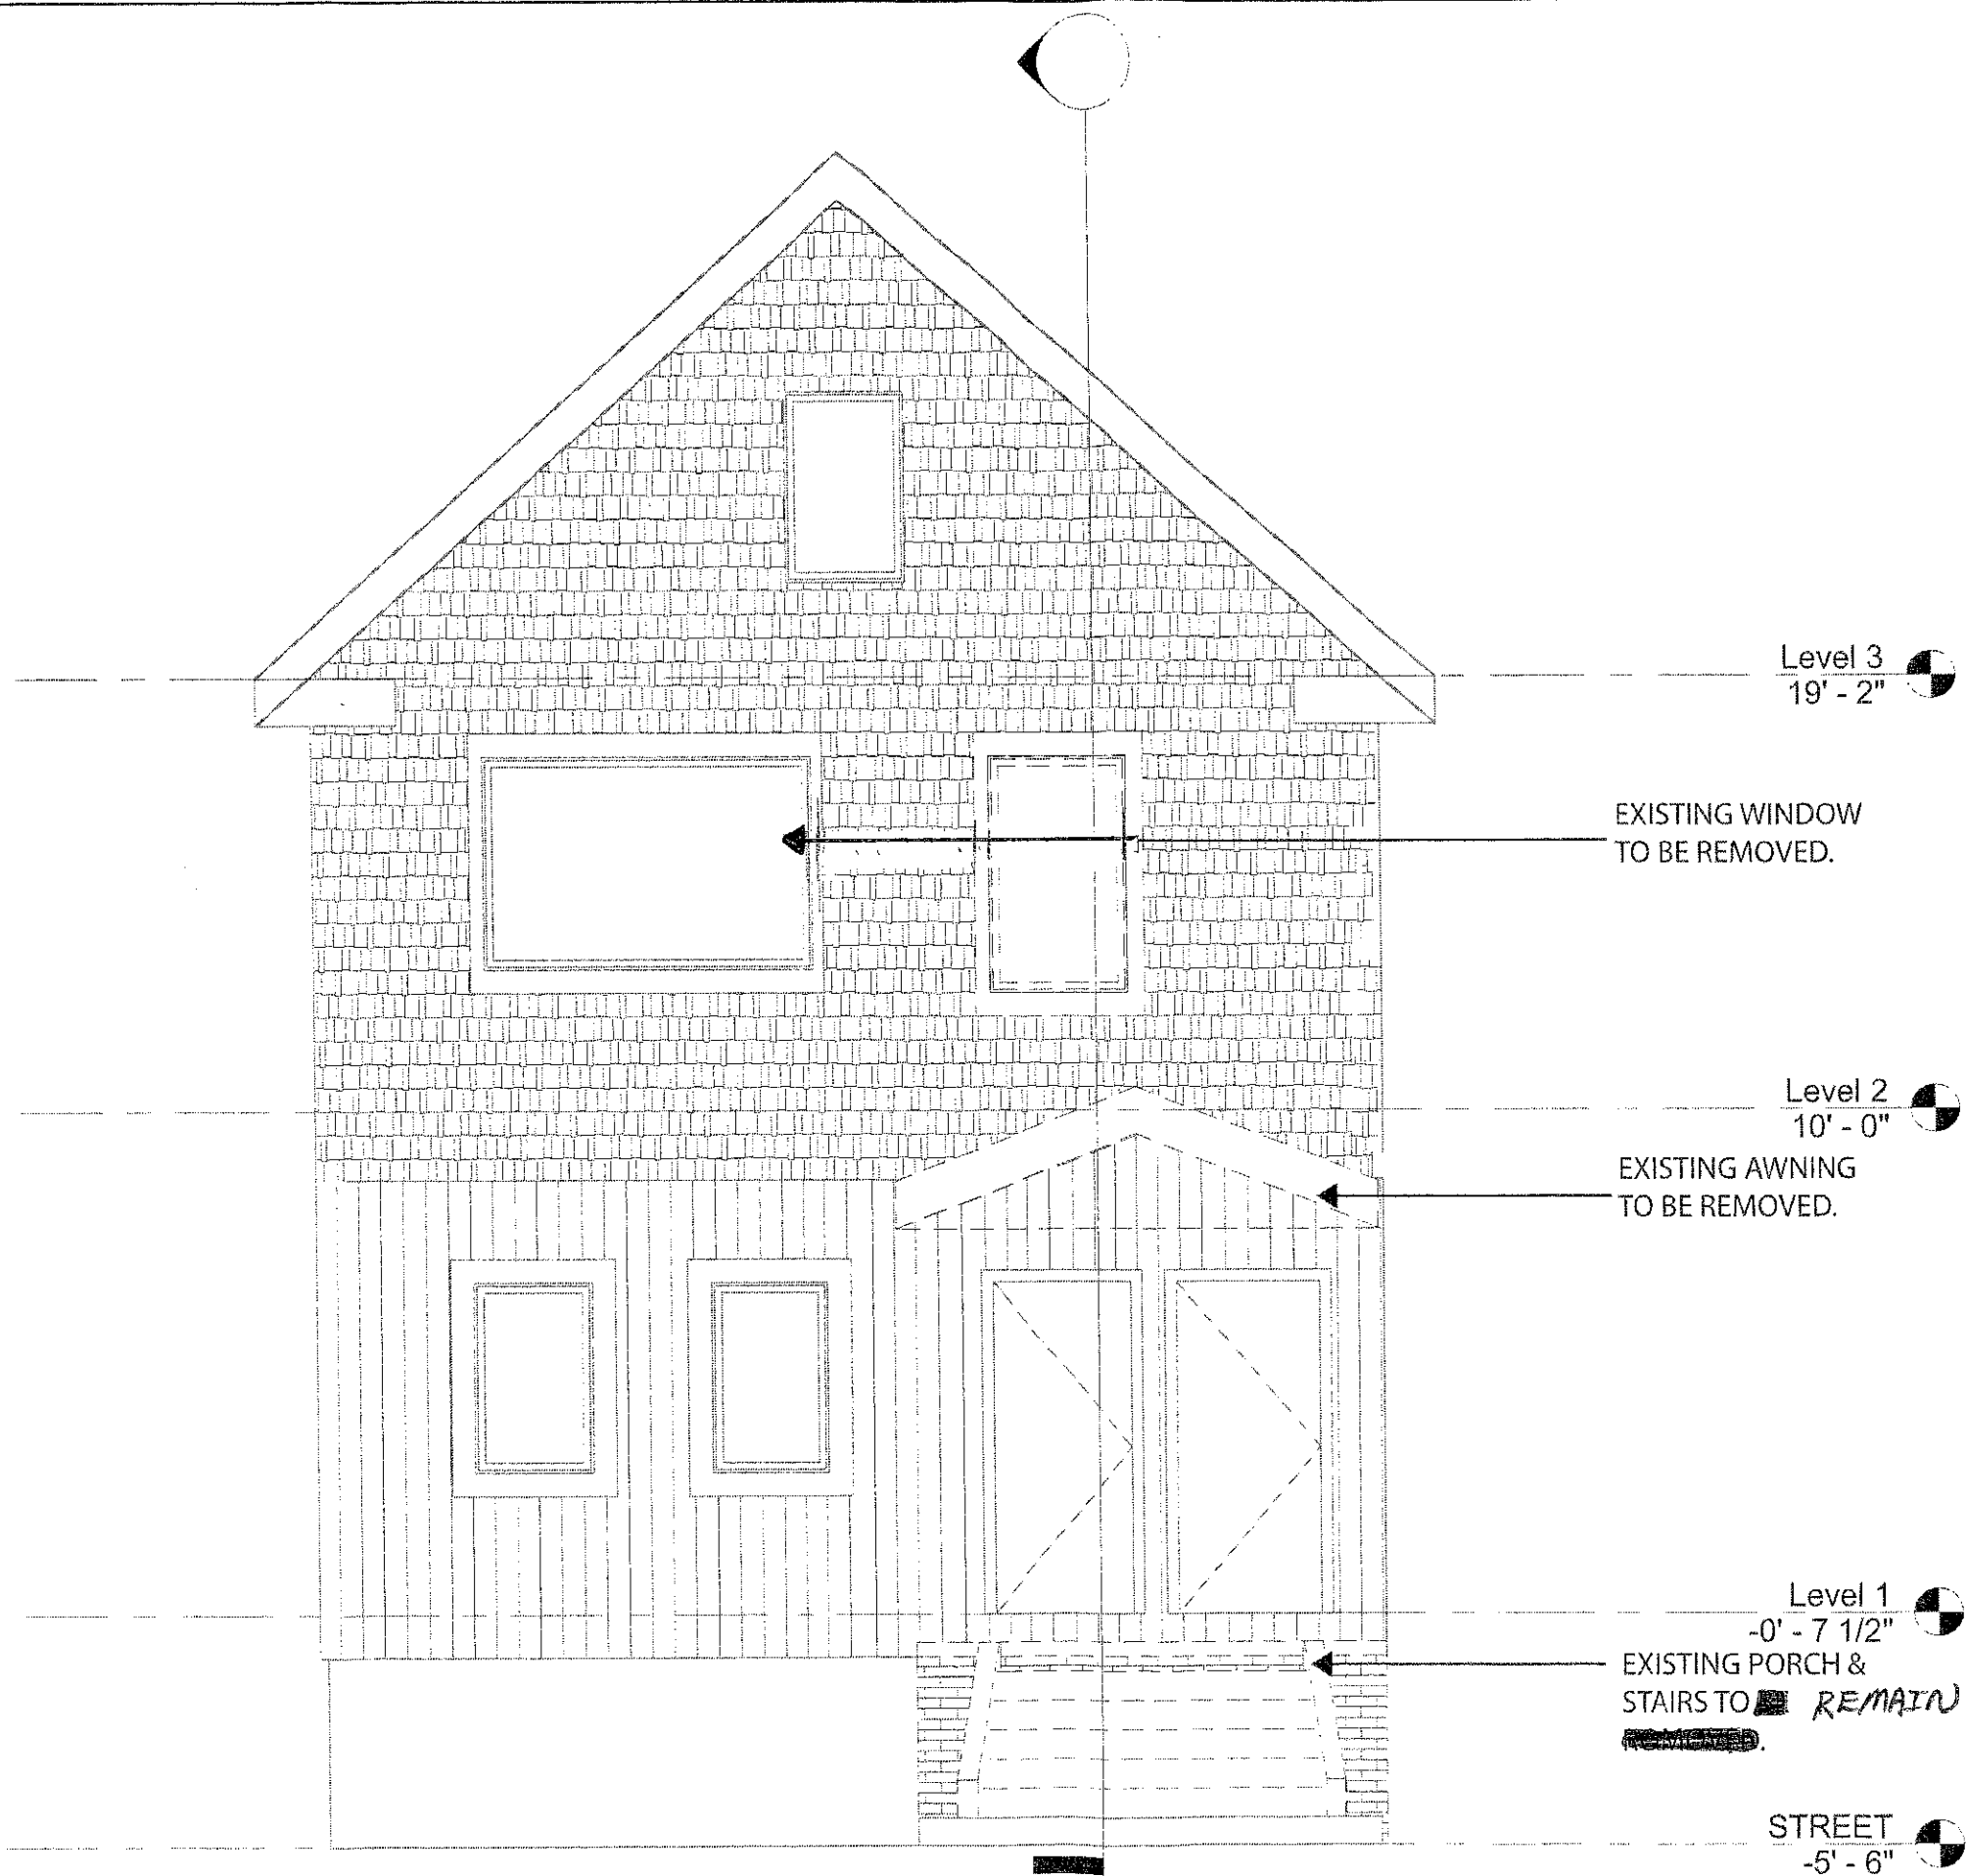 Level 3
19' - 2"
EXISTING WINDOW
TO BE REMOVED.
Level 2
10' - 0"
EXISTING AWNING
TO BE REMOVED.
Level 1
-0' - 7 1/2"
EXISTING PORCH &
STAIRS TO REMAIN
STREET
-5' - 6"